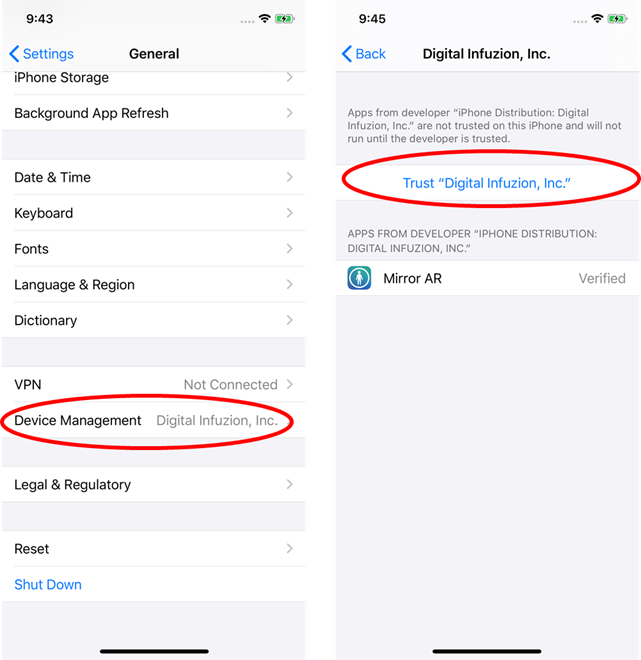 9:43
Settings
General
iPhone Storage
Background App Refresh
Date & Time
Keyboard
Fonts
Language & Region
Dictionary
VPN Not Connected
Device Management Digital Infuzion, Inc.
Legal & Regulatory
Reset
Shut Down
9:45
Back
Digital Infuzion, Inc.
Apps from developer “iPhone Distribution: Digital
Infuzion, Inc.” are not trusted on this iPhone and will not
run until the developer is trusted.
Trust “Digital Infuzion, Inc.”
APPS FROM DEVELOPER “IPHONE DISTRIBUTION:
DIGITAL INFUZION, INC.”
Mirror AR Verified